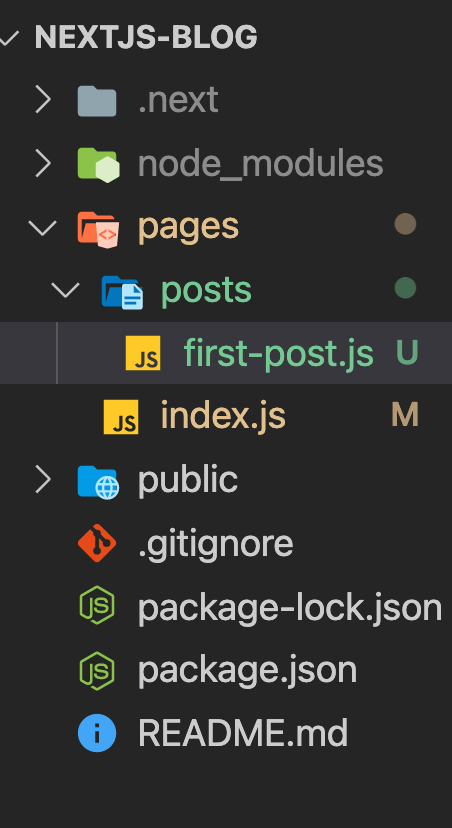 NEXTJS-BLOG
.next
node_modules
pages
posts
JS first-post.js U
JS index.js M
public
.gitignore
JS package-lock.json
JS package.json
i README.md